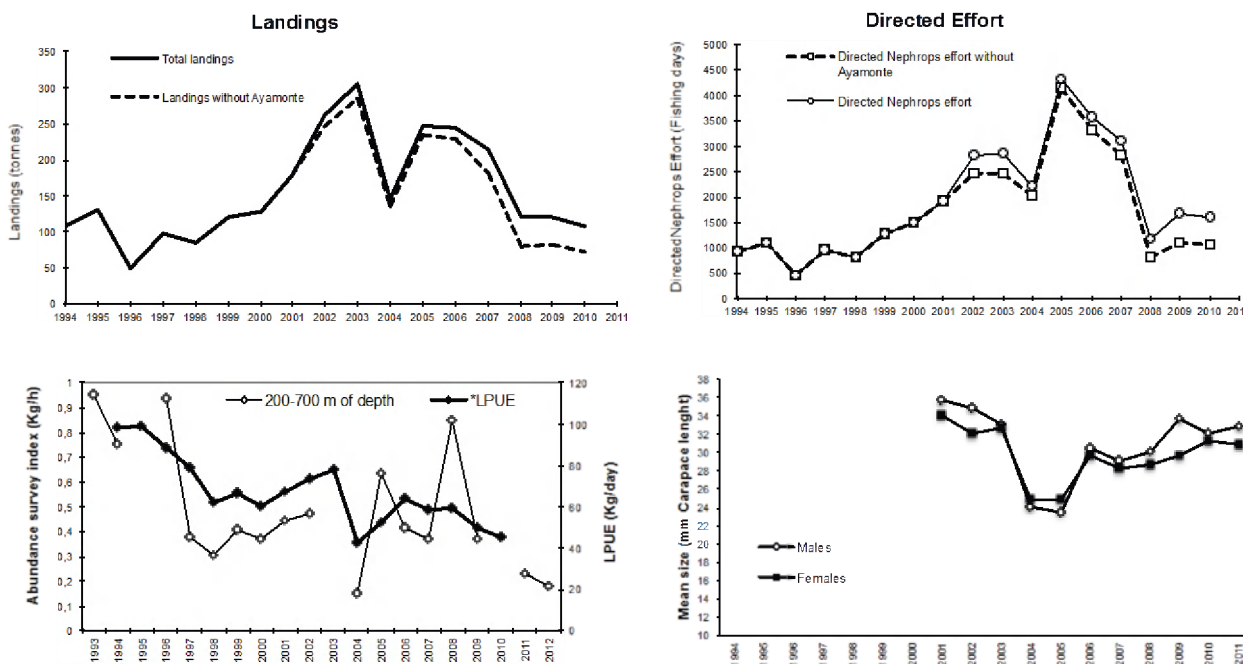 Landings
350
300
250
200
150
100
50
0
Landings (tonnes)
Total landings
Landings without Ayamonte
1994 1995 1996 1997 1998 1999 2000 2001 2002 2003 2004 2005 2006 2007 2008 2009 2010 2011
Directed Effort
5000
4500
4000
3500
3000
2500
2000
1500
1000
500
0
Directed Nephrops Effort (Fishing days)
Directed Nephrops effort without
Ayamonte
Directed Nephrops effort
1994 1995 1996 1997 1998 1999 2000 2001 2002 2003 2004 2005 2006 2007 2008 2009 2010 201
1
0,9
0,8
0,7
0,6
0,5
0,4
0,3
0,2
0,1
0
Abundance survey index (Kg/h)
200-700 m of depth
*LPUE
120
100
80
60
40
20
0
LPUE (Kg/day)
1993 1994 1995 1996 1997 1998 1999 2000 2001 2002 2003 2004 2005 2006 2007 2008 2009 2010 2011 2012
38
36
34
32
30
28
26
24
22
20
18
16
14
12
10
Mean size (mm Carapace lenght)
Males
Females
1994 1995 1996 1997 1998 1999 2000 2001 2002 2003 2004 2005 2006 2007 2008 2009 2010 2011